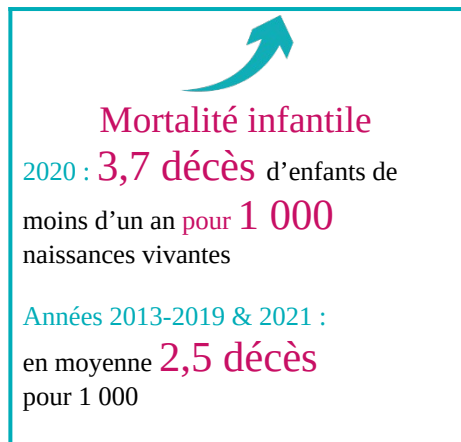 Mortalité infantile
2020 : 3,7 décès d’enfants de
moins d’un an pour 1 000
naissances vivantes
Années 2013-2019 & 2021 :
en moyenne 2,5 décès
pour 1 000